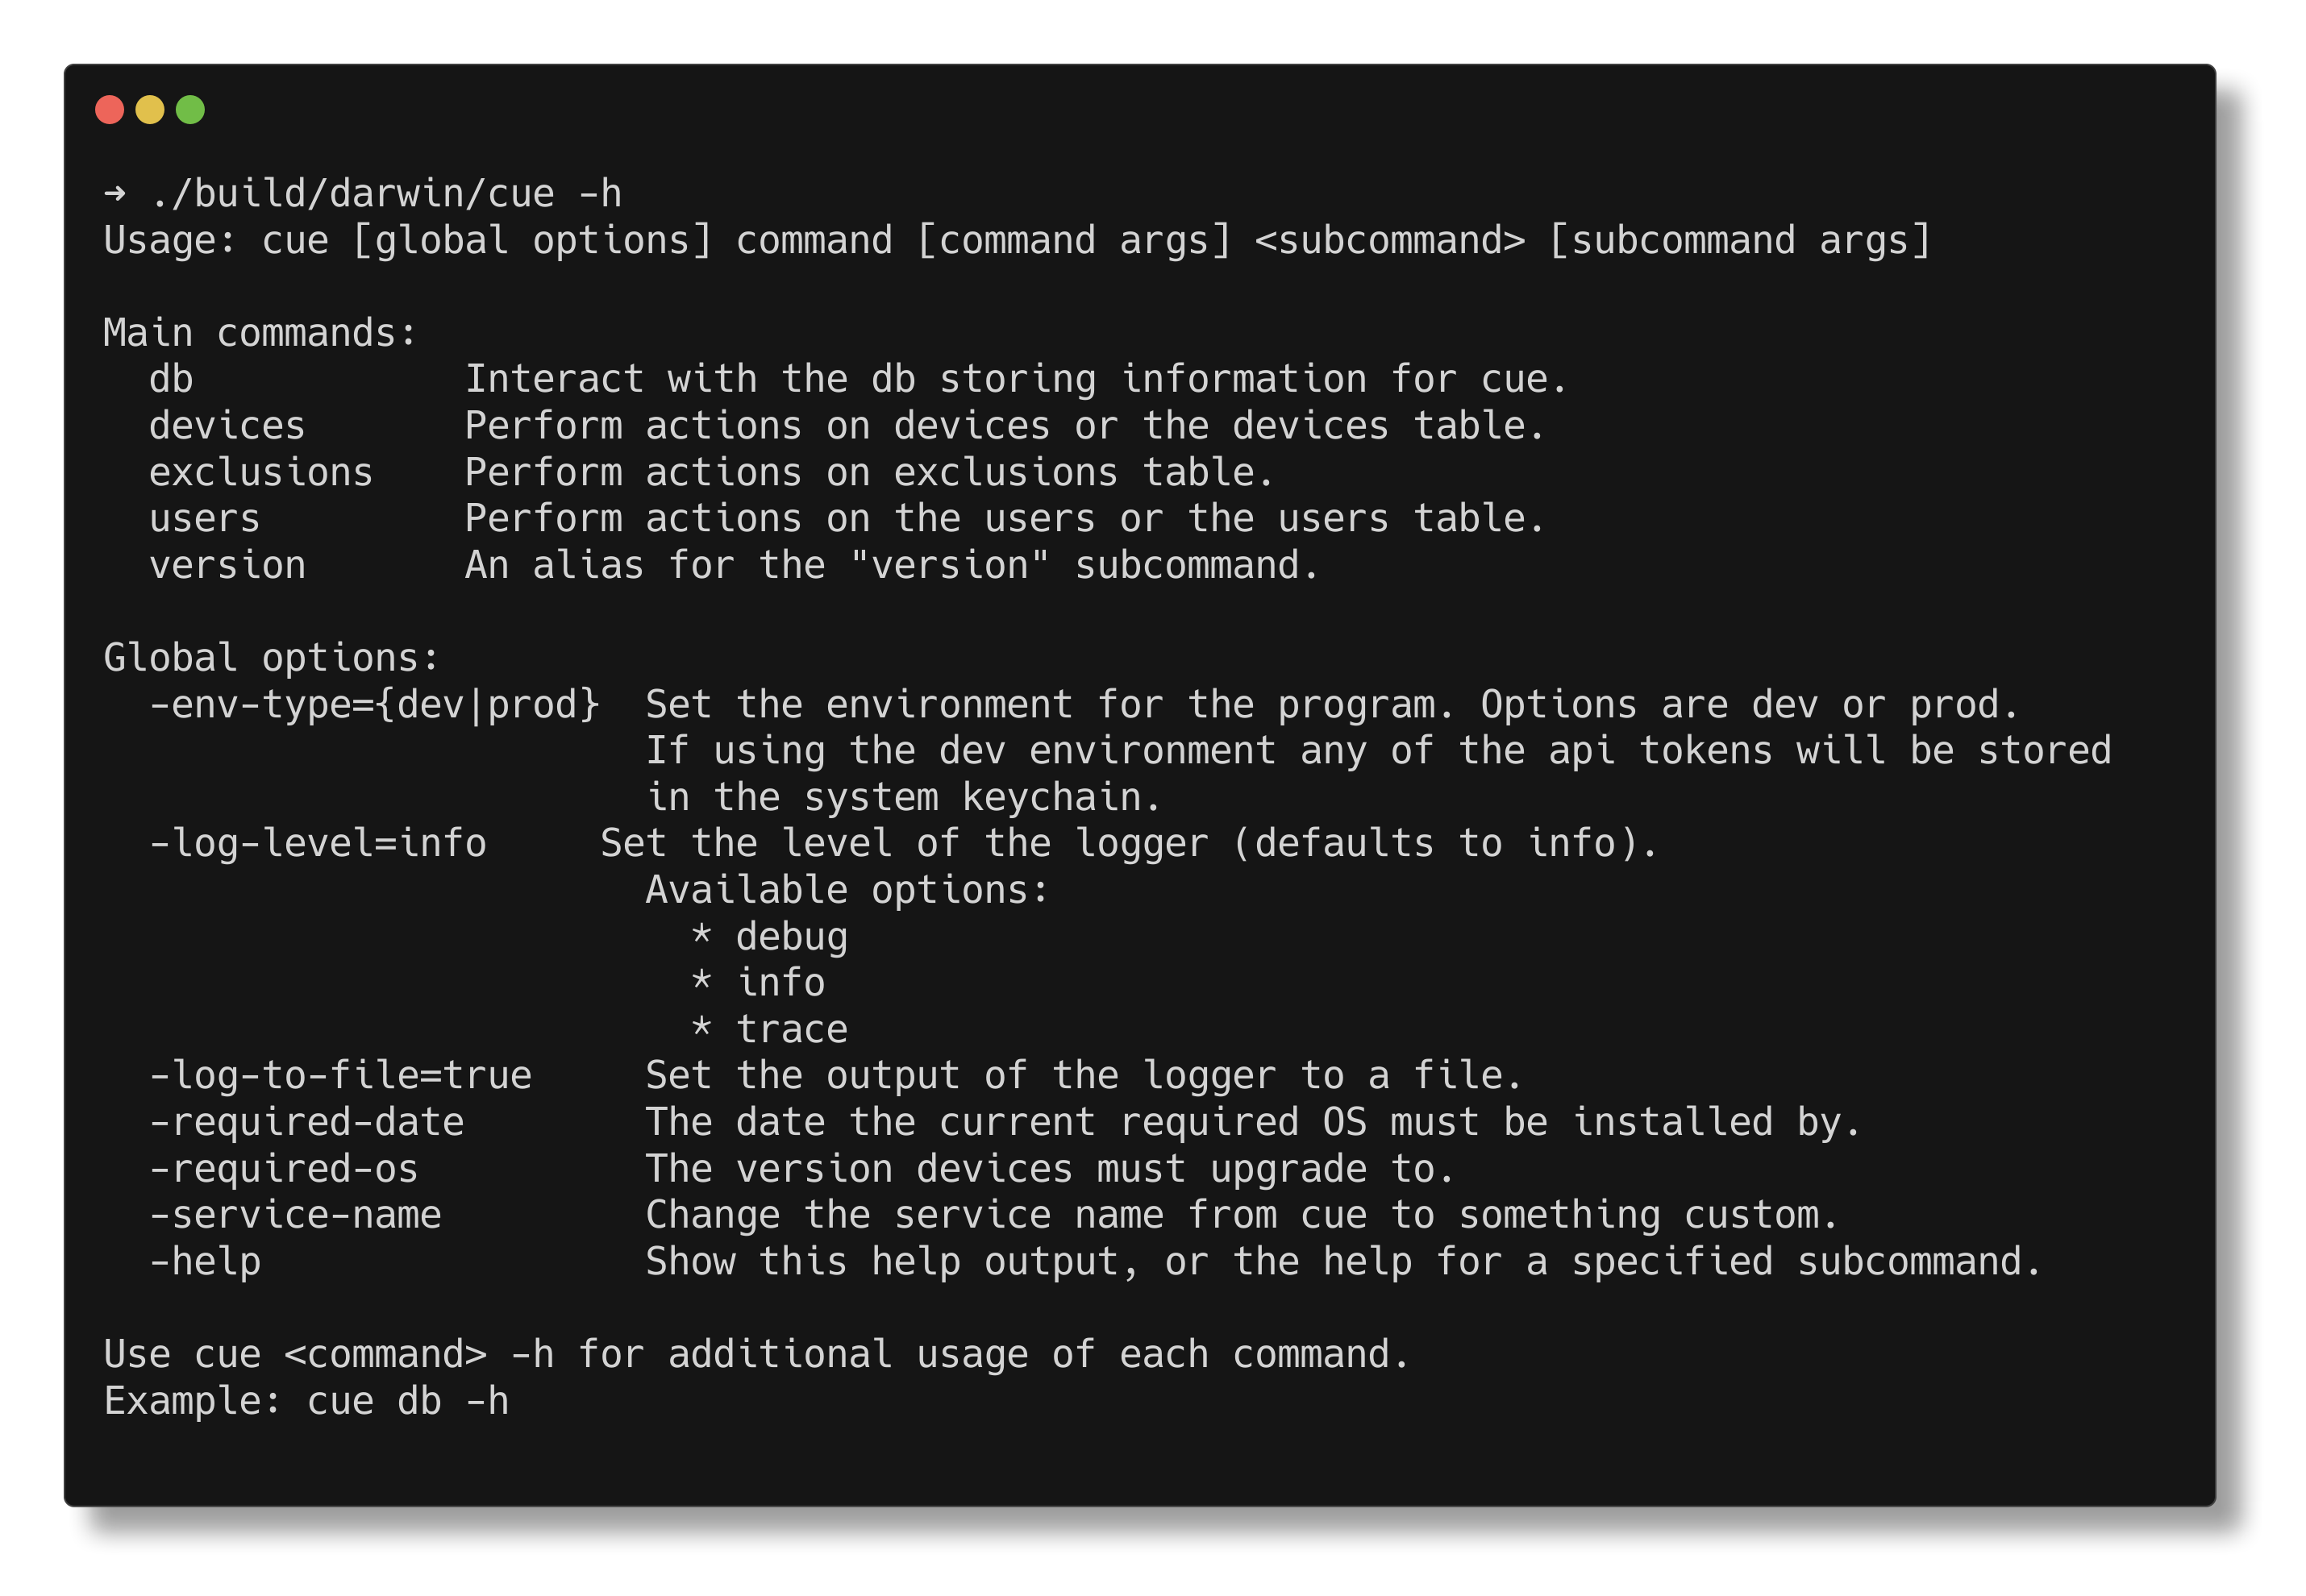 ➜ ./build/darwin/cue -h
Usage: cue [global options] command [command args] <subcommand> [subcommand args]

Main commands:
  db            Interact with the db storing information for cue.
  devices       Perform actions on devices or the devices table.
  exclusions    Perform actions on exclusions table.
  users         Perform actions on the users or the users table.
  version       An alias for the "version" subcommand.

Global options:
  -env-type={dev|prod}  Set the environment for the program. Options are dev or prod.
                        If using the dev environment any of the api tokens will be stored
                        in the system keychain.
  -log-level=info     Set the level of the logger (defaults to info).
                        Available options:
                          * debug
                          * info
                          * trace
  -log-to-file=true     Set the output of the logger to a file.
  -required-date        The date the current required OS must be installed by.
  -required-os          The version devices must upgrade to.
  -service-name         Change the service name from cue to something custom.
  -help                 Show this help output, or the help for a specified subcommand.

Use cue <command> -h for additional usage of each command.
Example: cue db -h